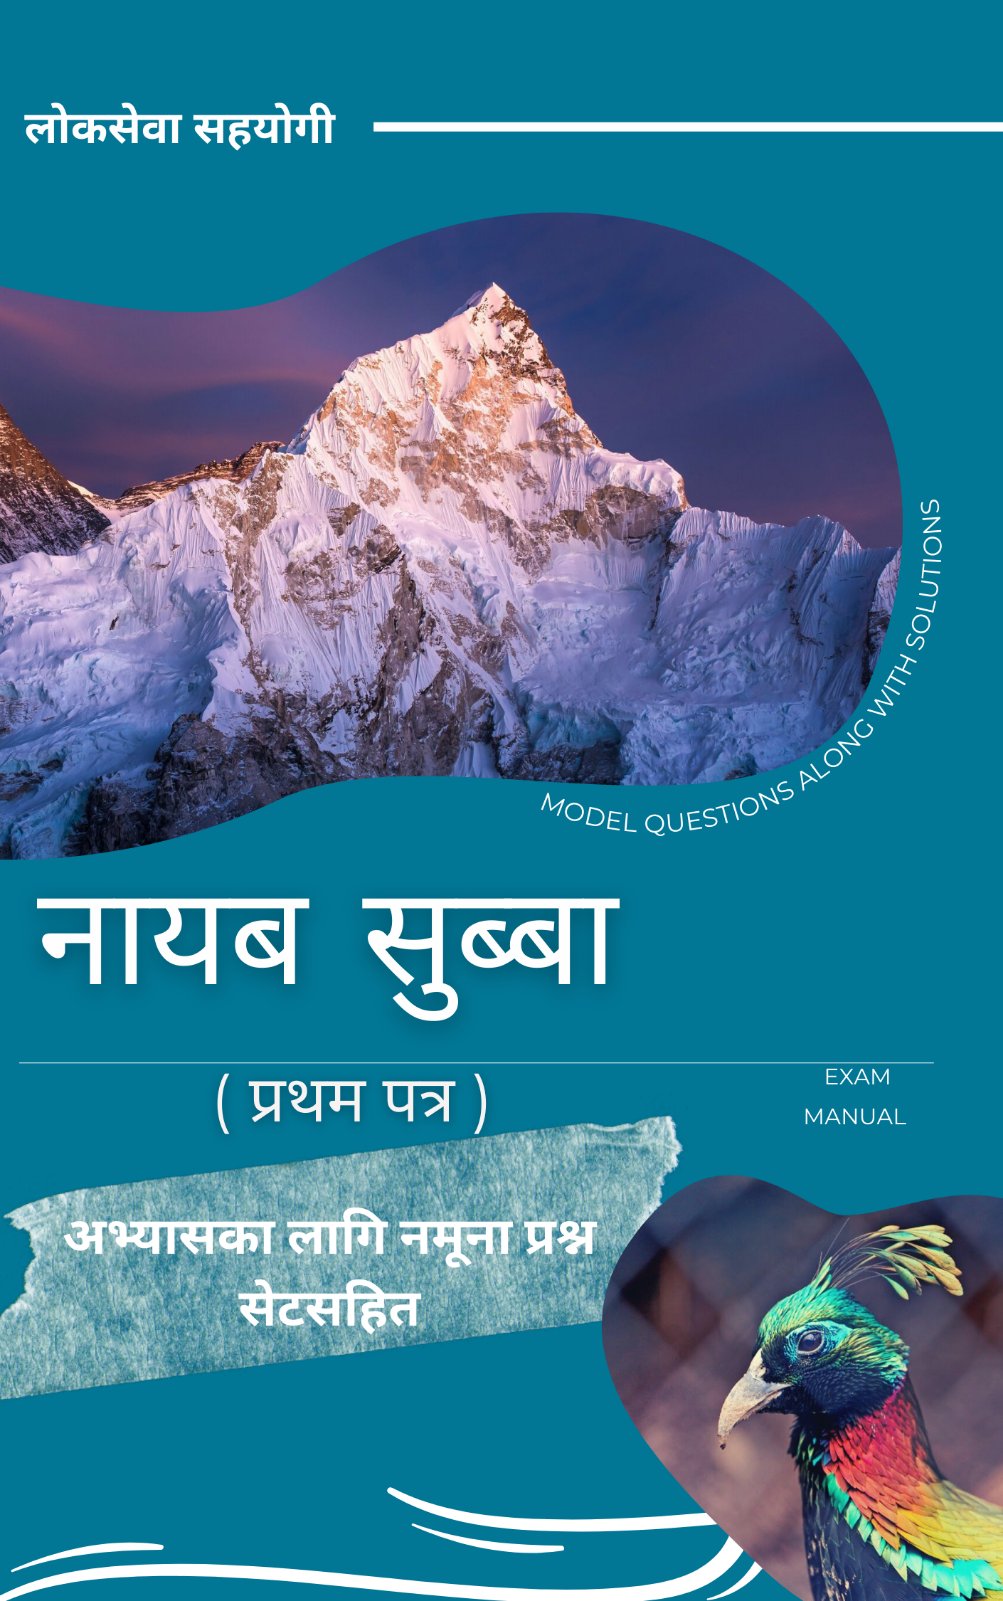 लोकसेवा सहयोगी
MODEL QUESTIONS ALONG WITH SOLUTIONS
नायब सुब्बा
( प्रथम पत्र )
EXAM
MANUAL
अभ्यासका लागि नमूना प्रश्न
सेटसहित